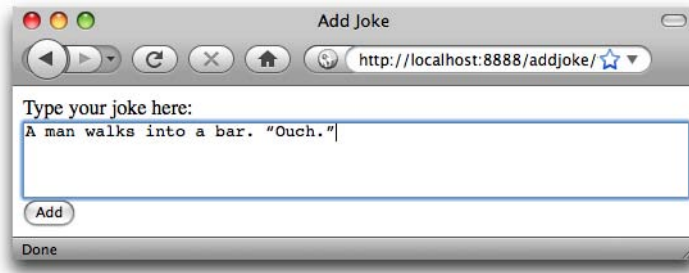 Add Joke
http://localhost:8888/addjoke/
Type your joke here:
A man walks into a bar. “Ouch.”
Add
Done